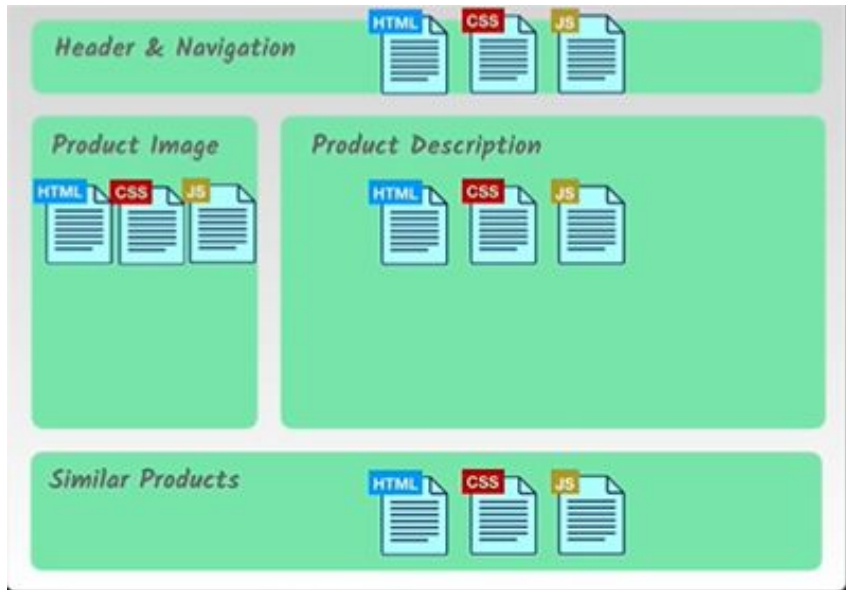 Header & Navigation
HTML CSS JS
Product Image
HTML CSS JS
Product Description
HTML CSS JS
Similar Products
HTML CSS JS